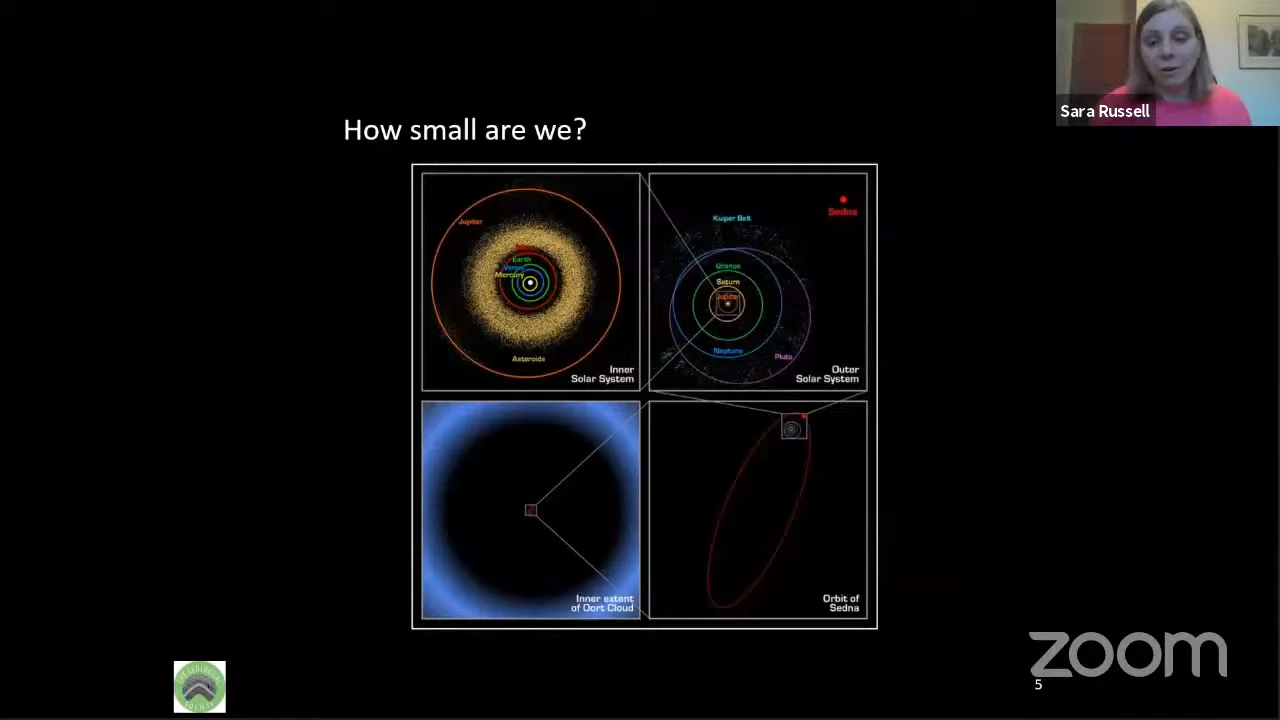 Sara Russell
How small are we?
Jupiter
Earth
Venus
Mercury
Asteroids
Inner
Solar System
Kuiper Belt
Sedna
Uranus
Saturn
Jupiter
Neptune
Pluto
Outer
Solar System
Inner extent
of Oort Cloud
Orbit of
Sedna
zoom
5